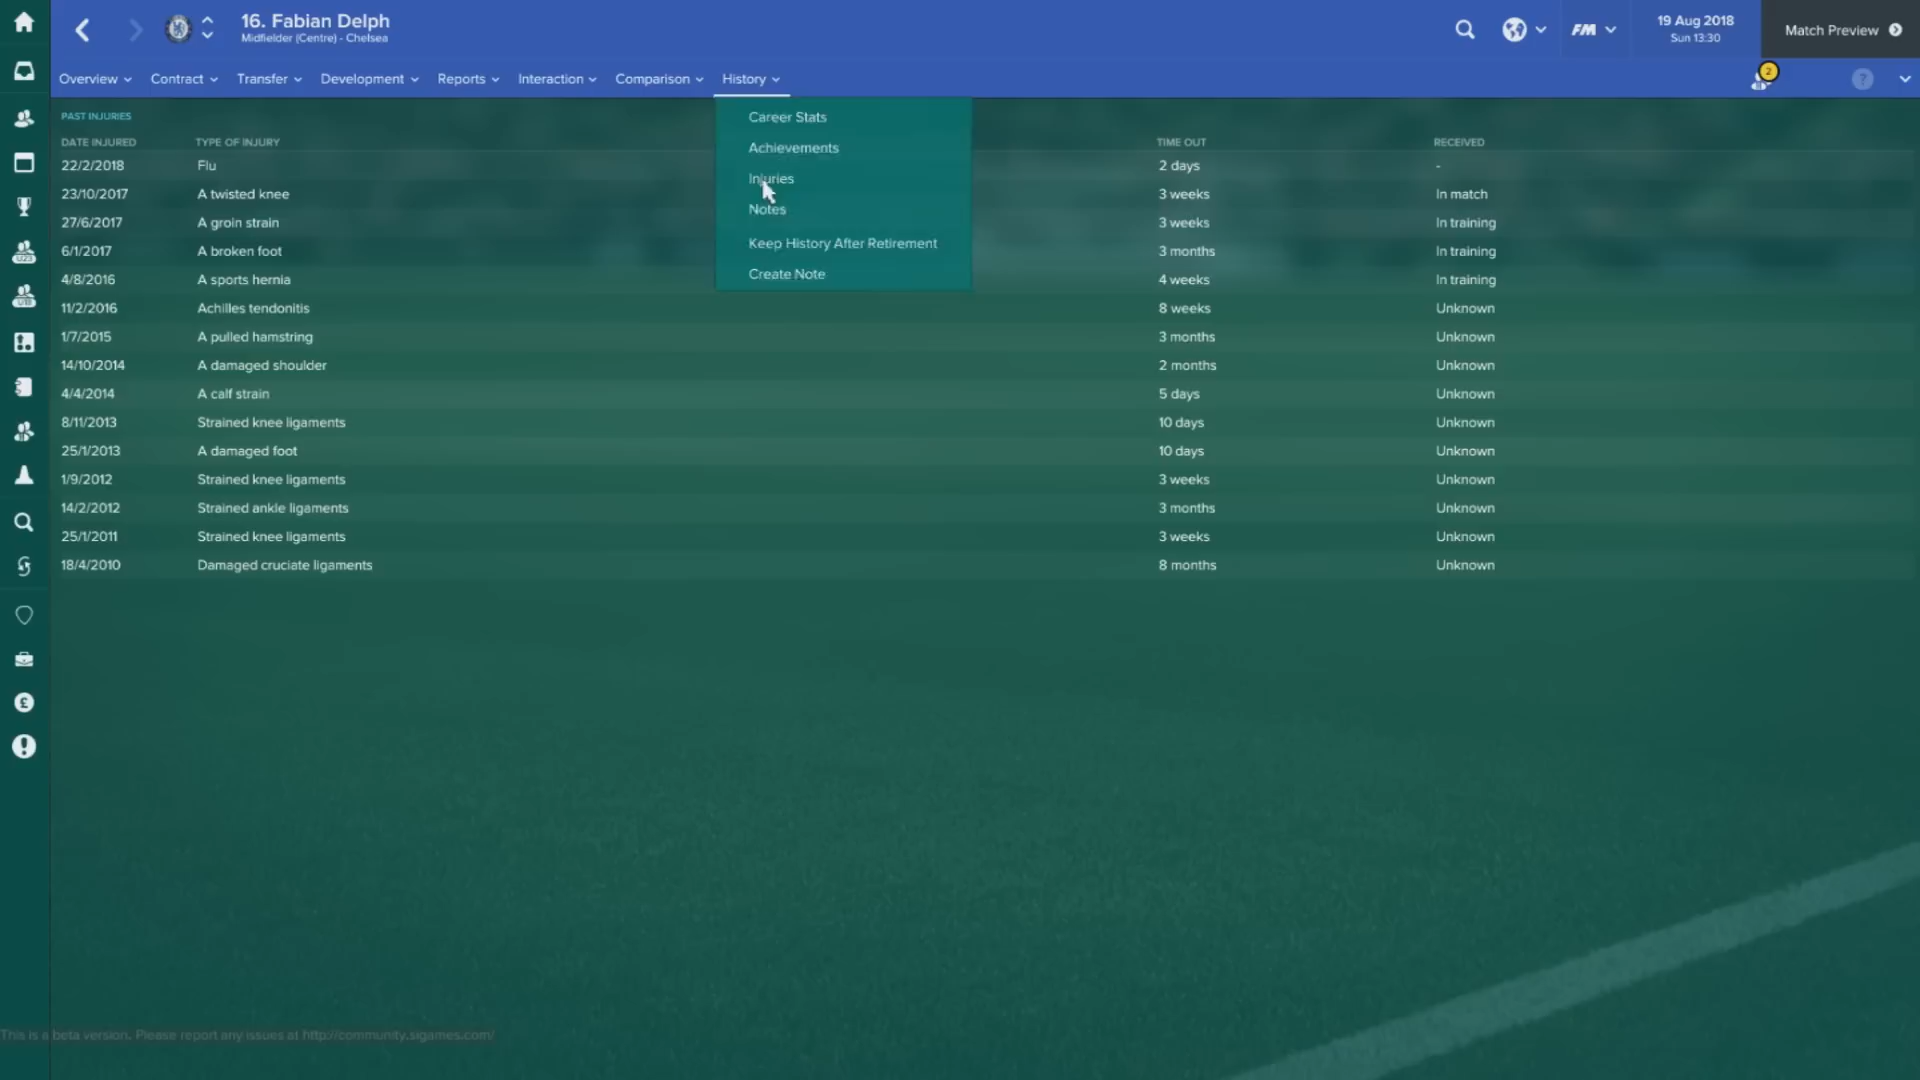 16. Fabian Delph
Midfielder (Centre) - Chelsea
FM
19 Aug 2018
Sun 13:30
Match Preview
Overview Contract Transfer Development Reports Interaction Comparison History
2
?
Career Stats
Achievements
Injuries
Notes
Keep History After Retirement
Create Note
PAST INJURIES
DATE INJURED TYPE OF INJURY TIME OUT RECEIVED
22/2/2018 Flu 2 days -
23/10/2017 A twisted knee 3 weeks In match
27/6/2017 A groin strain 3 weeks In training
6/1/2017 A broken foot 3 months In training
4/8/2016 A sports hernia 4 weeks In training
11/2/2016 Achilles tendonitis 8 weeks Unknown
1/7/2015 A pulled hamstring 3 months Unknown
14/10/2014 A damaged shoulder 2 months Unknown
4/4/2014 A calf strain 5 days Unknown
8/11/2013 Strained knee ligaments 10 days Unknown
25/1/2013 A damaged foot 10 days Unknown
1/9/2012 Strained knee ligaments 3 weeks Unknown
14/2/2012 Strained ankle ligaments 3 months Unknown
25/1/2011 Strained knee ligaments 3 weeks Unknown
18/4/2010 Damaged cruciate ligaments 8 months Unknown
U23
U18
£
This is a beta version. Please report any issues at http://community.sigames.com/